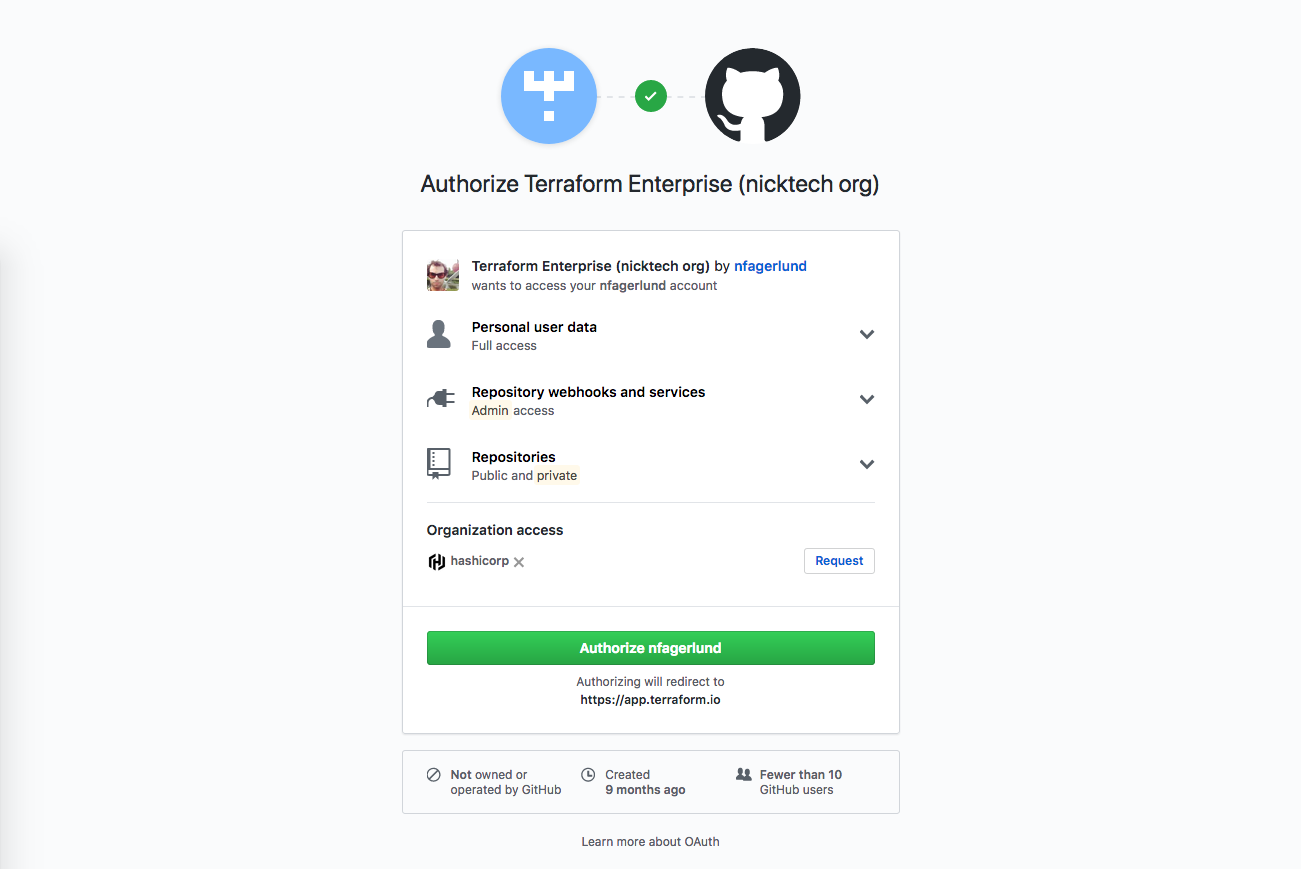 Authorize Terraform Enterprise (nicktech org)
Terraform Enterprise (nicktech org) by nfagerlund
wants to access your nfagerlund account
Personal user data
Full access
Repository webhooks and services
Admin access
Repositories
Public and private
Organization access
hashicorp
Request
Authorize nfagerlund
Authorizing will redirect to
https://app.terraform.io
Not owned or
operated by GitHub
Created
9 months ago
Fewer than 10
GitHub users
Learn more about OAuth